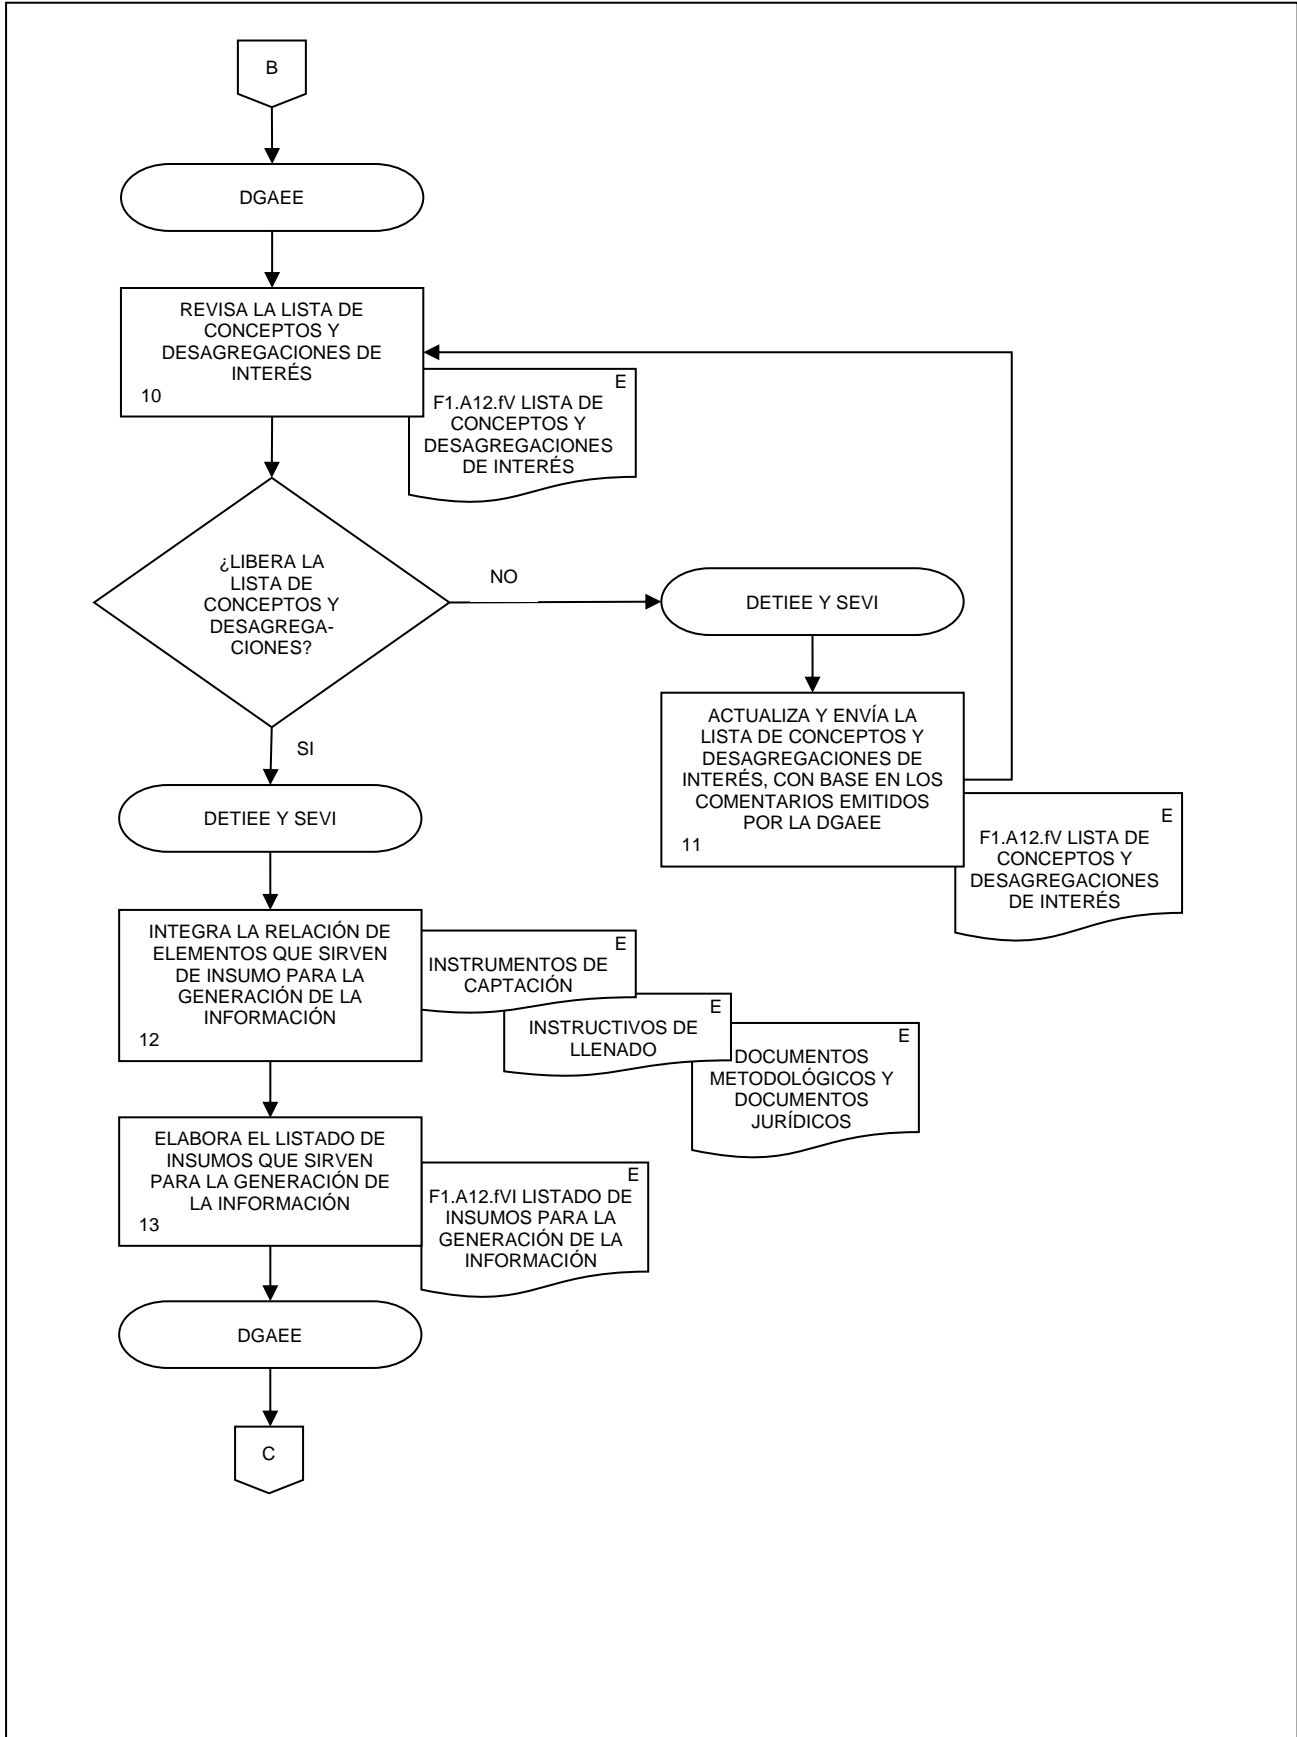 B
DGAEE
REVISA LA LISTA DE
CONCEPTOS Y
DESAGREGACIONES DE
INTERÉS
10
E
F1.A12.fV LISTA DE
CONCEPTOS Y
DESAGREGACIONES
DE INTERÉS
¿LIBERA LA
LISTA DE
CONCEPTOS Y
DESAGREGA-
CIONES?
NO
DETIEE Y SEVI
ACTUALIZA Y ENVÍA LA
LISTA DE CONCEPTOS Y
DESAGREGACIONES DE
INTERÉS, CON BASE EN LOS
COMENTARIOS EMITIDOS
POR LA DGAEE
11
E
F1.A12.fV LISTA DE
CONCEPTOS Y
DESAGREGACIONES
DE INTERÉS
SI
DETIEE Y SEVI
INTEGRA LA RELACIÓN DE
ELEMENTOS QUE SIRVEN
DE INSUMO PARA LA
GENERACIÓN DE LA
INFORMACIÓN
12
E
INSTRUMENTOS DE
CAPTACIÓN
E
INSTRUCTIVOS DE
LLENADO
E
DOCUMENTOS
METODOLÓGICOS Y
DOCUMENTOS
JURÍDICOS
ELABORA EL LISTADO DE
INSUMOS QUE SIRVEN
PARA LA GENERACIÓN DE
LA INFORMACIÓN
13
E
F1.A12.fVI LISTADO DE
INSUMOS PARA LA
GENERACIÓN DE LA
INFORMACIÓN
DGAEE
C